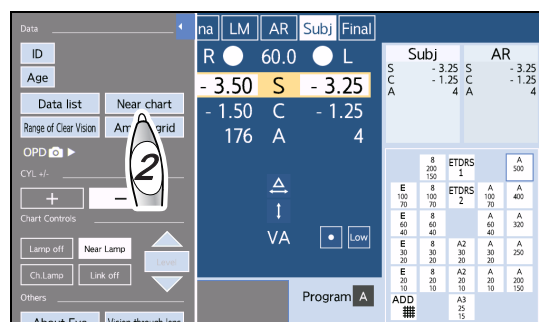 Data
ID
Age
Data list Near chart
Range of Clear Vision
OPD
CYL +/-
+ −
Chart Controls
Lamp off Near Lamp Level
Ch.Lamp Link off
Others
2
LM AR Subj Final
R 60.0 L
- 3.50 S - 3.25
- 1.50 C - 1.25
176 A 4
VA Low
Program A
Subj AR
S - 3.25 S - 3.25
C - 1.25 C - 1.25
A 4 A 4
8 200 150 ETDRS 1 A 500
E 100 70 8 100 70 ETDRS 2 A 100 70 A 400
E 60 40 8 60 40 A 60 40 A 320
E 30 20 8 30 20 A2 30 20 A 30 20 A 250
E 20 10 8 20 10 A2 20 10 A 20 10 A 200 150
ADD A3 25 15